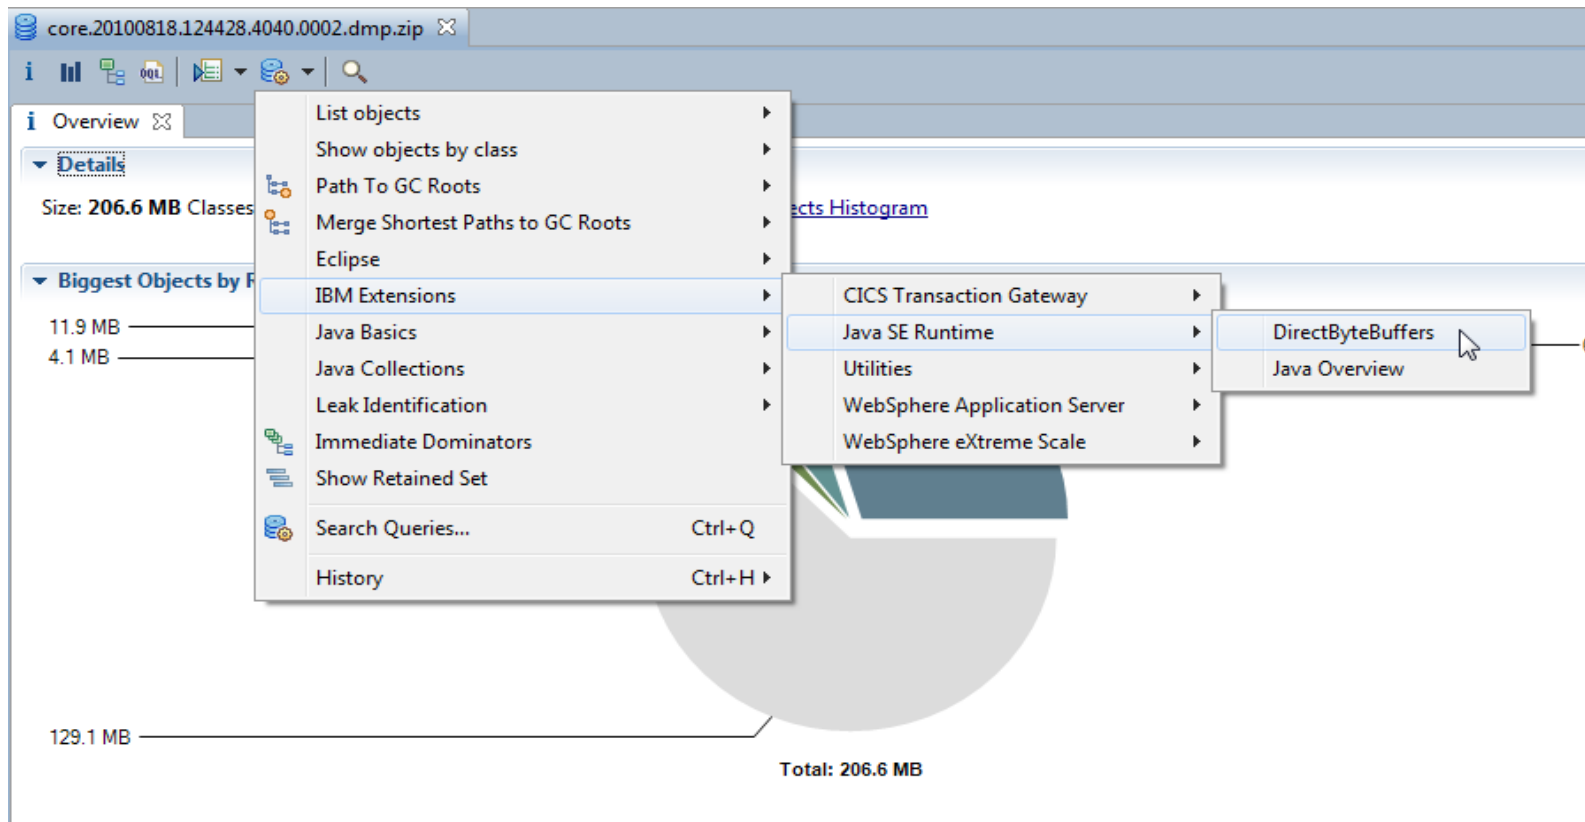 core.20100818.124428.4040.0002.dmp.zip
i OQL
i Overview
Details
Size: 206.6 MB Classes
ects Histogram
Biggest Objects by
11.9 MB
4.1 MB
129.1 MB
Total: 206.6 MB
List objects
Show objects by class
Path To GC Roots
Merge Shortest Paths to GC Roots
Eclipse
IBM Extensions
Java Basics
Java Collections
Leak Identification
Immediate Dominators
Show Retained Set
Search Queries... Ctrl+Q
History Ctrl+H
CICS Transaction Gateway
Java SE Runtime
Utilities
WebSphere Application Server
WebSphere eXtreme Scale
DirectByteBuffers
Java Overview